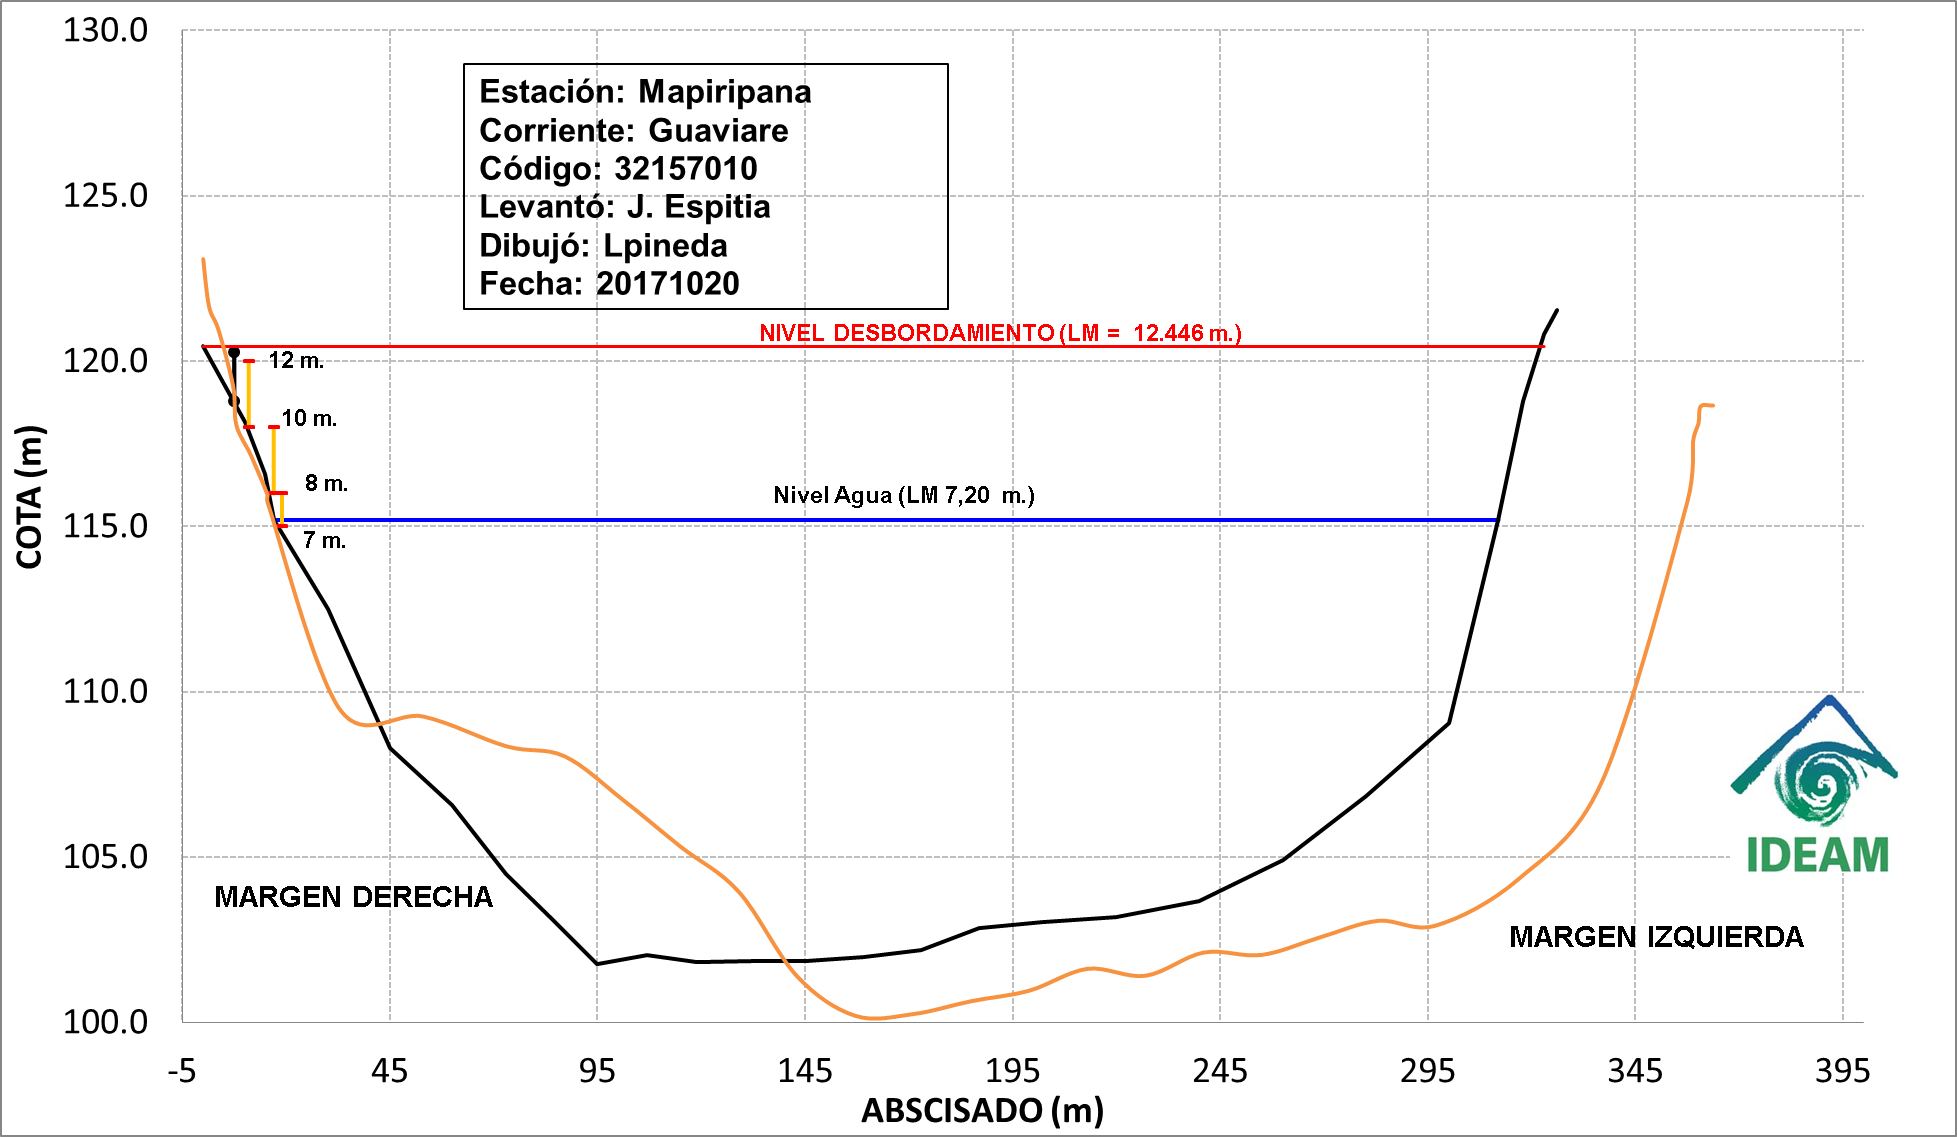 130.0
125.0
120.0
115.0
110.0
105.0
100.0
COTA (m)
Estación: Mapiripana
Corriente: Guaviare
Código: 32157010
Levantó: J. Espitia
Dibujó: Lpineda
Fecha: 20171020
NIVEL DESBORDAMIENTO (LM =  12.446 m.)
12 m.
10 m.
8 m.
Nivel Agua (LM 7,20  m.)
7 m.
IDEAM
MARGEN DERECHA
MARGEN IZQUIERDA
-5 45 95 145 195 245 295 345 395
ABSCISADO (m)